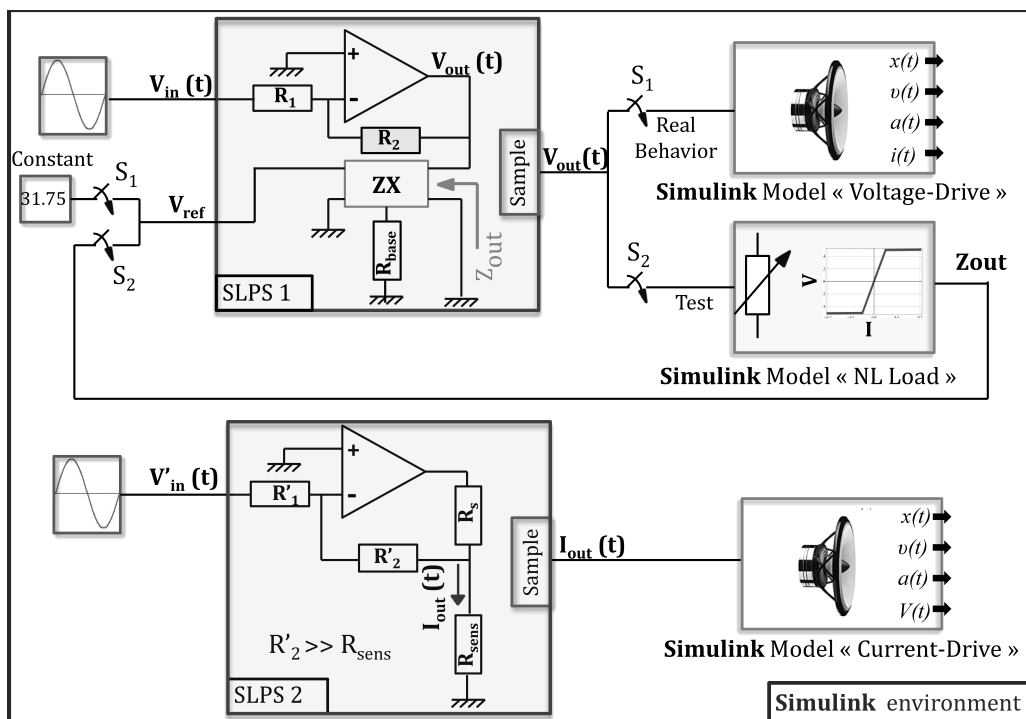 V_in (t)
+
-
R_1
V_out (t)
R_2
ZX
R_base
Z_out
SLPS 1
Sample
Constant
31.75
S_1
S_2
V_ref
V_out(t)
S_1
Real
Behavior
x(t)
υ(t)
a(t)
i(t)
Simulink Model « Voltage-Drive »
S_2
Test
V
I
Zout
Simulink Model « NL Load »
V'_in (t)
+
-
R'_1
R_s
R'_2
I_out (t)
R_sens
R'_2 >> R_sens
SLPS 2
Sample
I_out (t)
x(t)
υ(t)
a(t)
V(t)
Simulink Model « Current-Drive »
Simulink environment